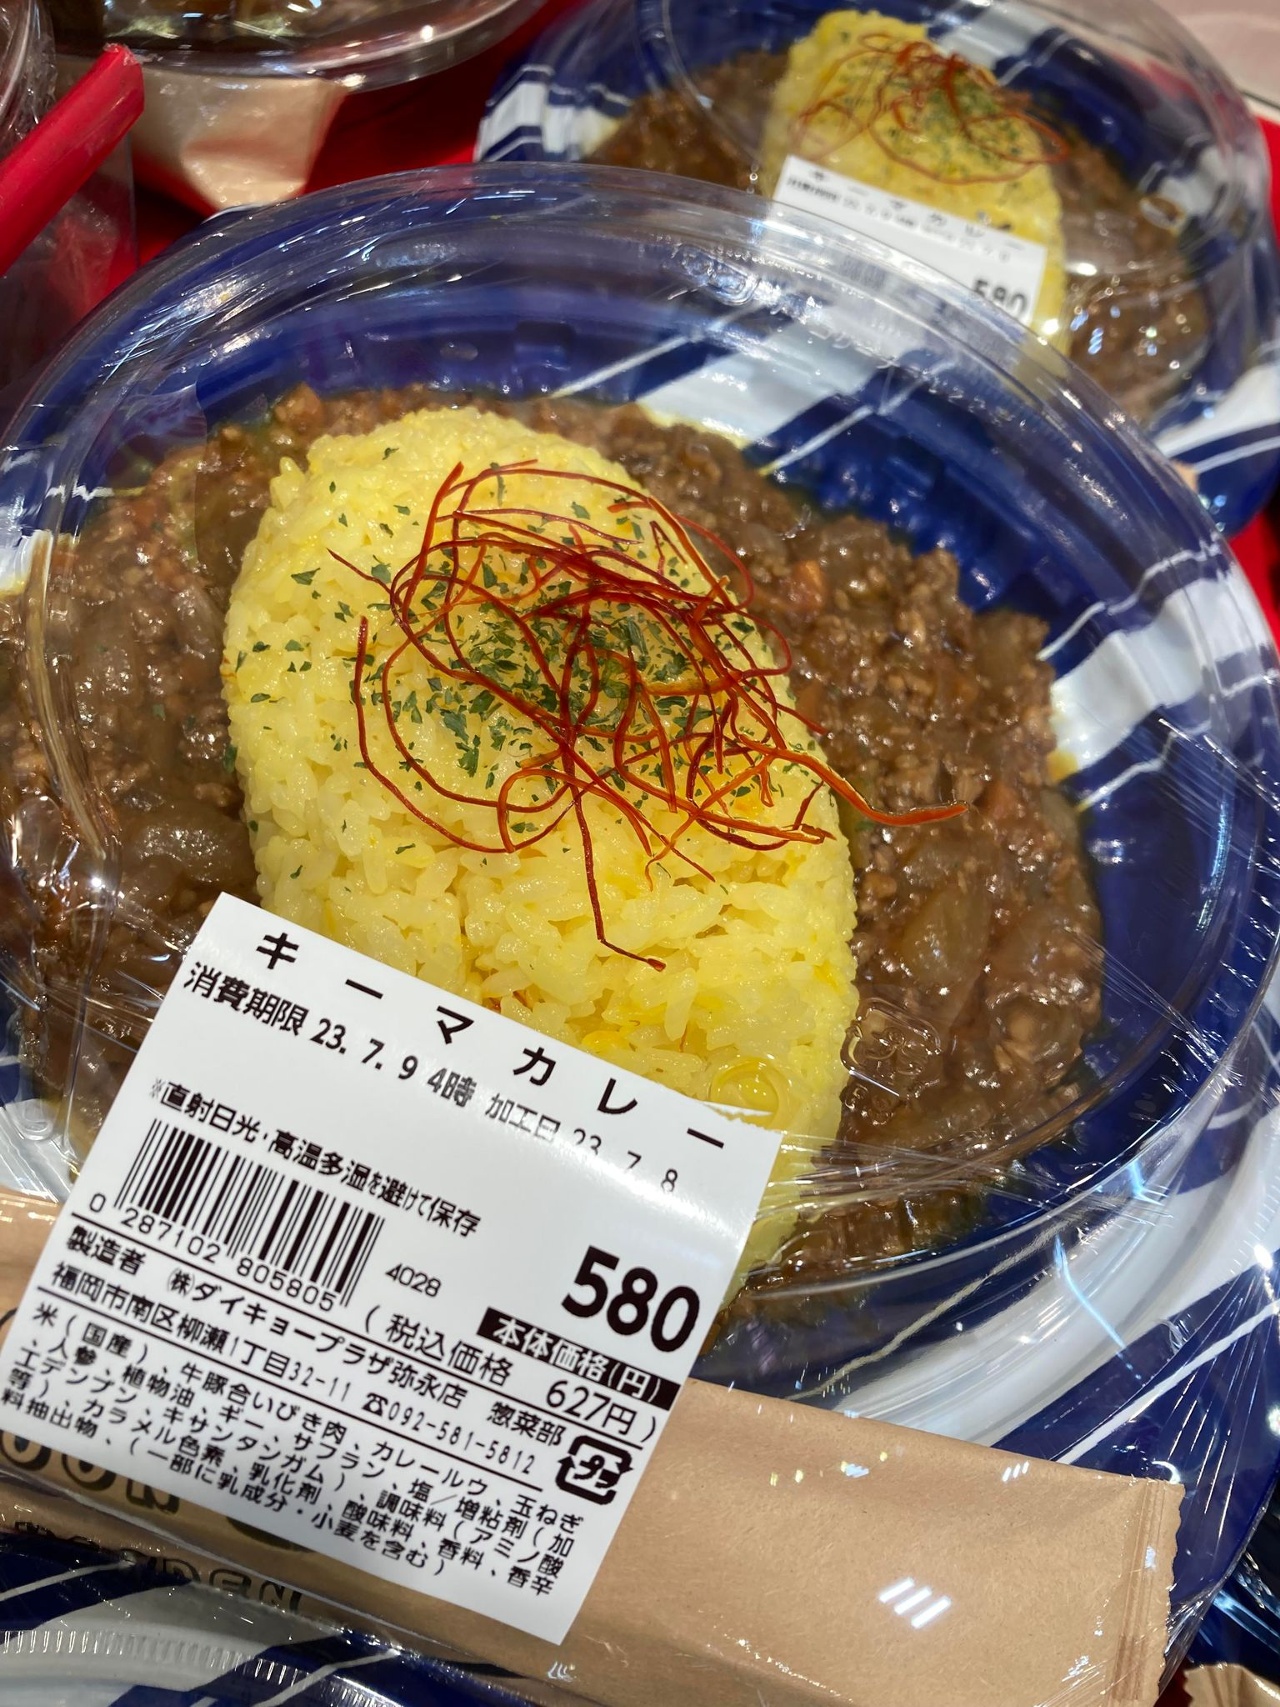 キーマカレー
消費期限 23. 7. 9 4時 加工日 23. 7. 8
※直射日光・高温多湿を避けて保存
0 287102 805805
4028
580
本体価格(円)
(税込価格 627円)
製造者 ㈱ダイキョープラザ弥永店 惣菜部
福岡市南区柳瀬1丁目32-11 ☎092-581-5812
プラ
米(国産)、牛豚合いびき肉、カレールウ、玉ねぎ
、人参、植物油、ギー、サフラン、塩／増粘剤(加
工デンプン、キサンタンガム)、調味料(アミノ酸
等)、カラメル色素、乳化剤、酸味料、香料、香辛
料抽出物、(一部に乳成分・小麦を含む)
580